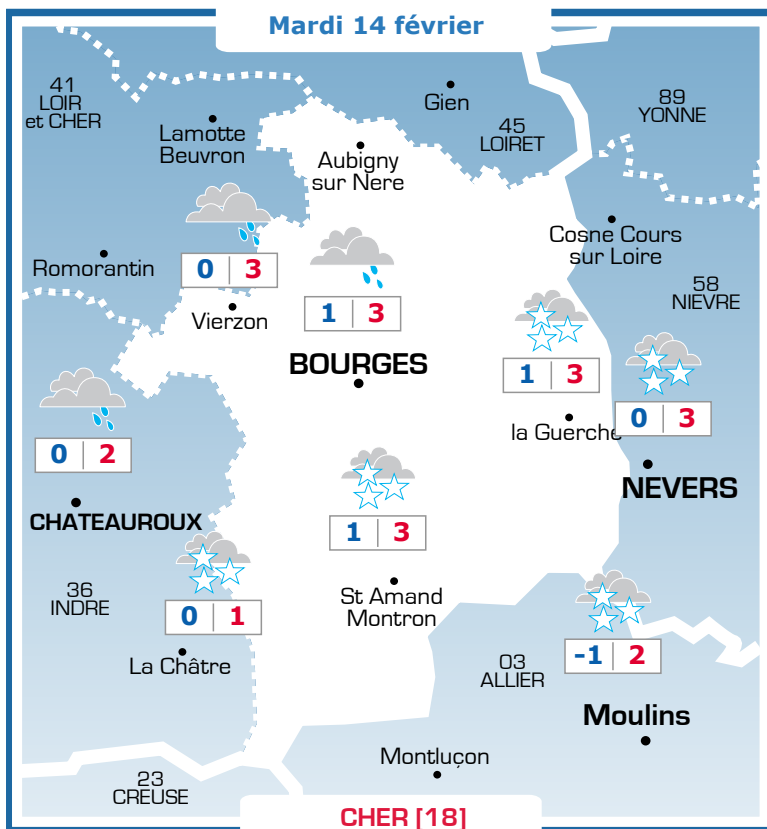 Mardi 14 février
41
LOIR
et CHER
Gien
89
YONNE
Lamotte
Beuvron
45
LOIRET
Aubigny
sur Nere
Cosne Cours
sur Loire
Romorantin
0 3
58
NIEVRE
Vierzon
1 3
BOURGES
1 3
la Guerche
0 3
NEVERS
0 2
CHATEAUROUX
1 3
St Amand
Montron
36
INDRE
0 1
La Châtre
03
ALLIER
-1 2
Moulins
Montluçon
23
CREUSE
CHER [18]